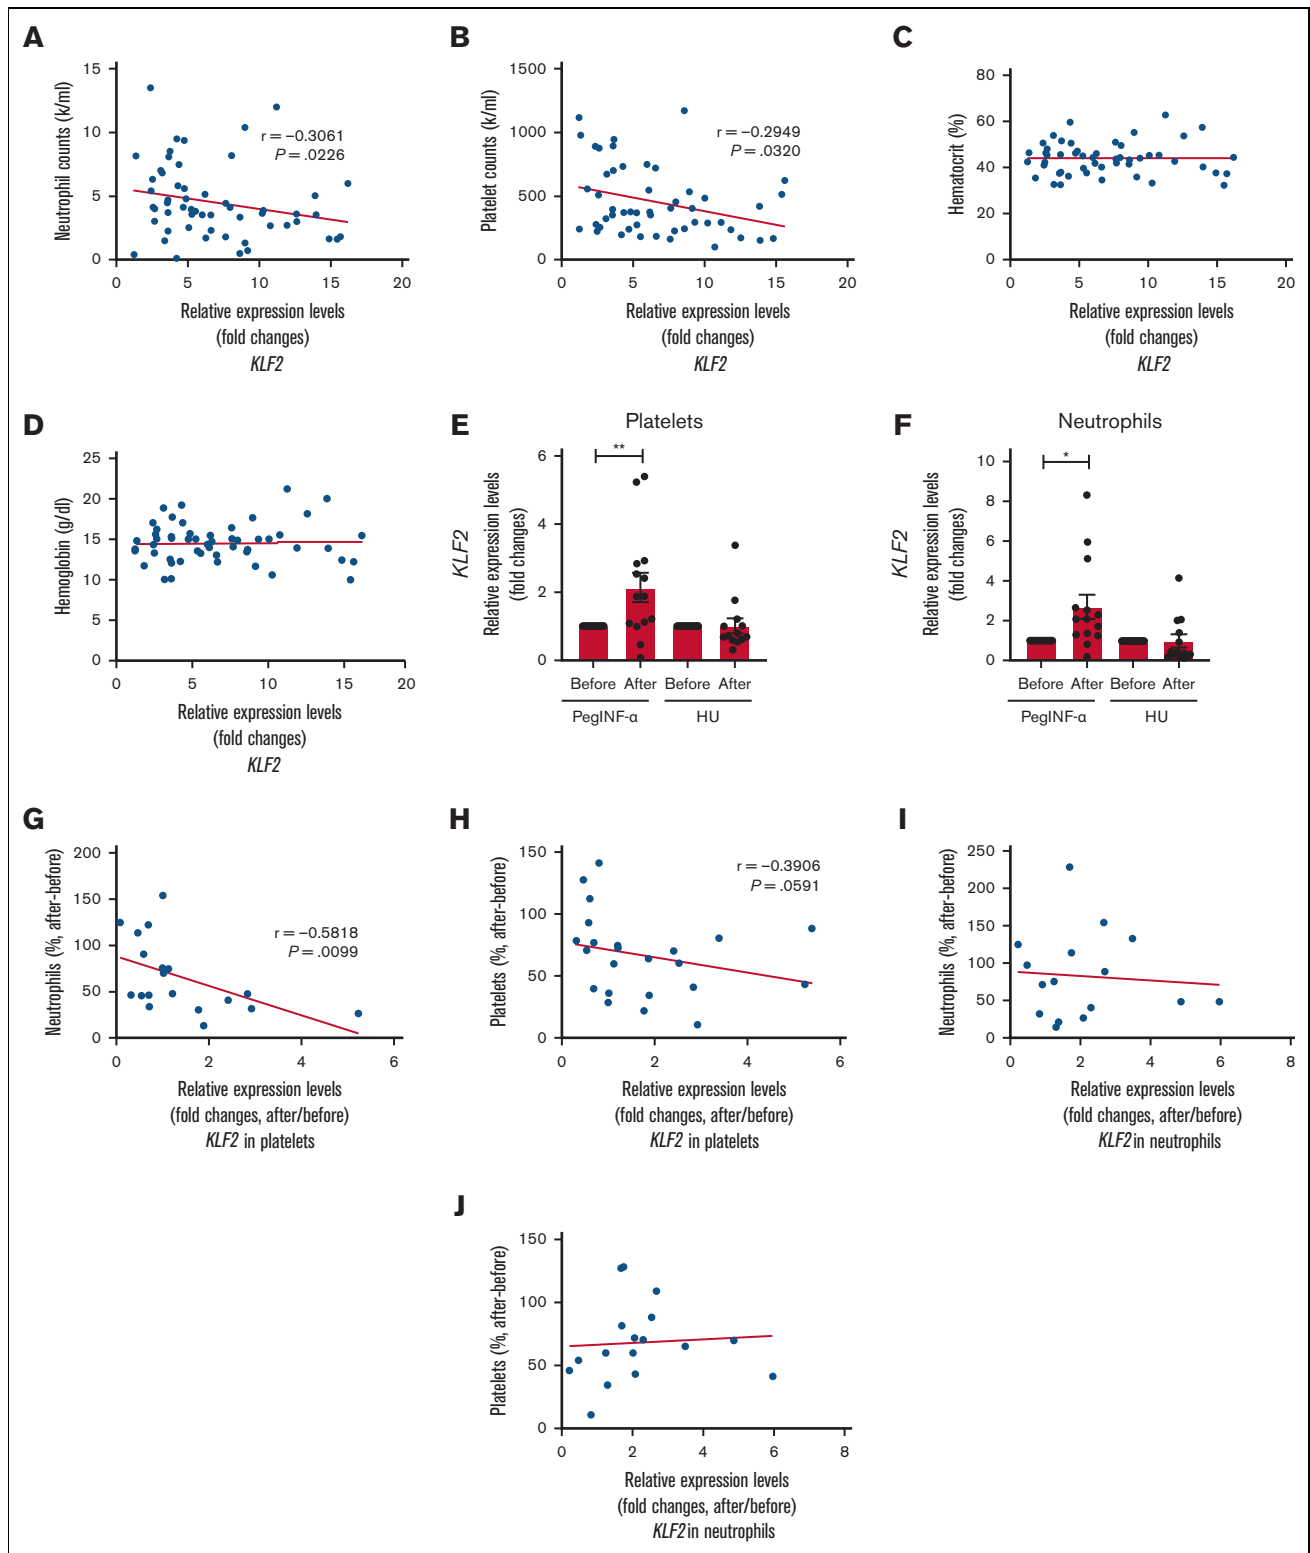 A
Neutrophil counts (k/ml)
15
10
5
0
r = –0.3061
P = .0226
0 5 10 15 20
Relative expression levels
(fold changes)
KLF2
B
Platelet counts (k/ml)
1500
1000
500
0
r = –0.2949
P = .0320
0 5 10 15 20
Relative expression levels
(fold changes)
KLF2
C
Hematocrit (%)
80
60
40
20
0
0 5 10 15 20
Relative expression levels
(fold changes)
KLF2
D
Hemoglobin (g/dl)
25
20
15
10
5
0
0 5 10 15 20
Relative expression levels
(fold changes)
KLF2
E
Platelets
KLF2
Relative expression levels
(fold changes)
6
4
2
0
**
Before After Before After
PegINF-α HU
F
Neutrophils
KLF2
Relative expression levels
(fold changes)
10
8
6
4
2
0
*
Before After Before After
PegINF-α HU
G
Neutrophils (%, after-before)
200
150
100
50
0
r = –0.5818
P = .0099
0 2 4 6
Relative expression levels
(fold changes, after/before)
KLF2 in platelets
H
Platelets (%, after-before)
150
100
50
0
r = –0.3906
P = .0591
0 2 4 6
Relative expression levels
(fold changes, after/before)
KLF2 in platelets
I
Neutrophils (%, after-before)
250
200
150
100
50
0
0 2 4 6 8
Relative expression levels
(fold changes, after/before)
KLF2 in neutrophils
J
Platelets (%, after-before)
150
100
50
0
0 2 4 6 8
Relative expression levels
(fold changes, after/before)
KLF2 in neutrophils